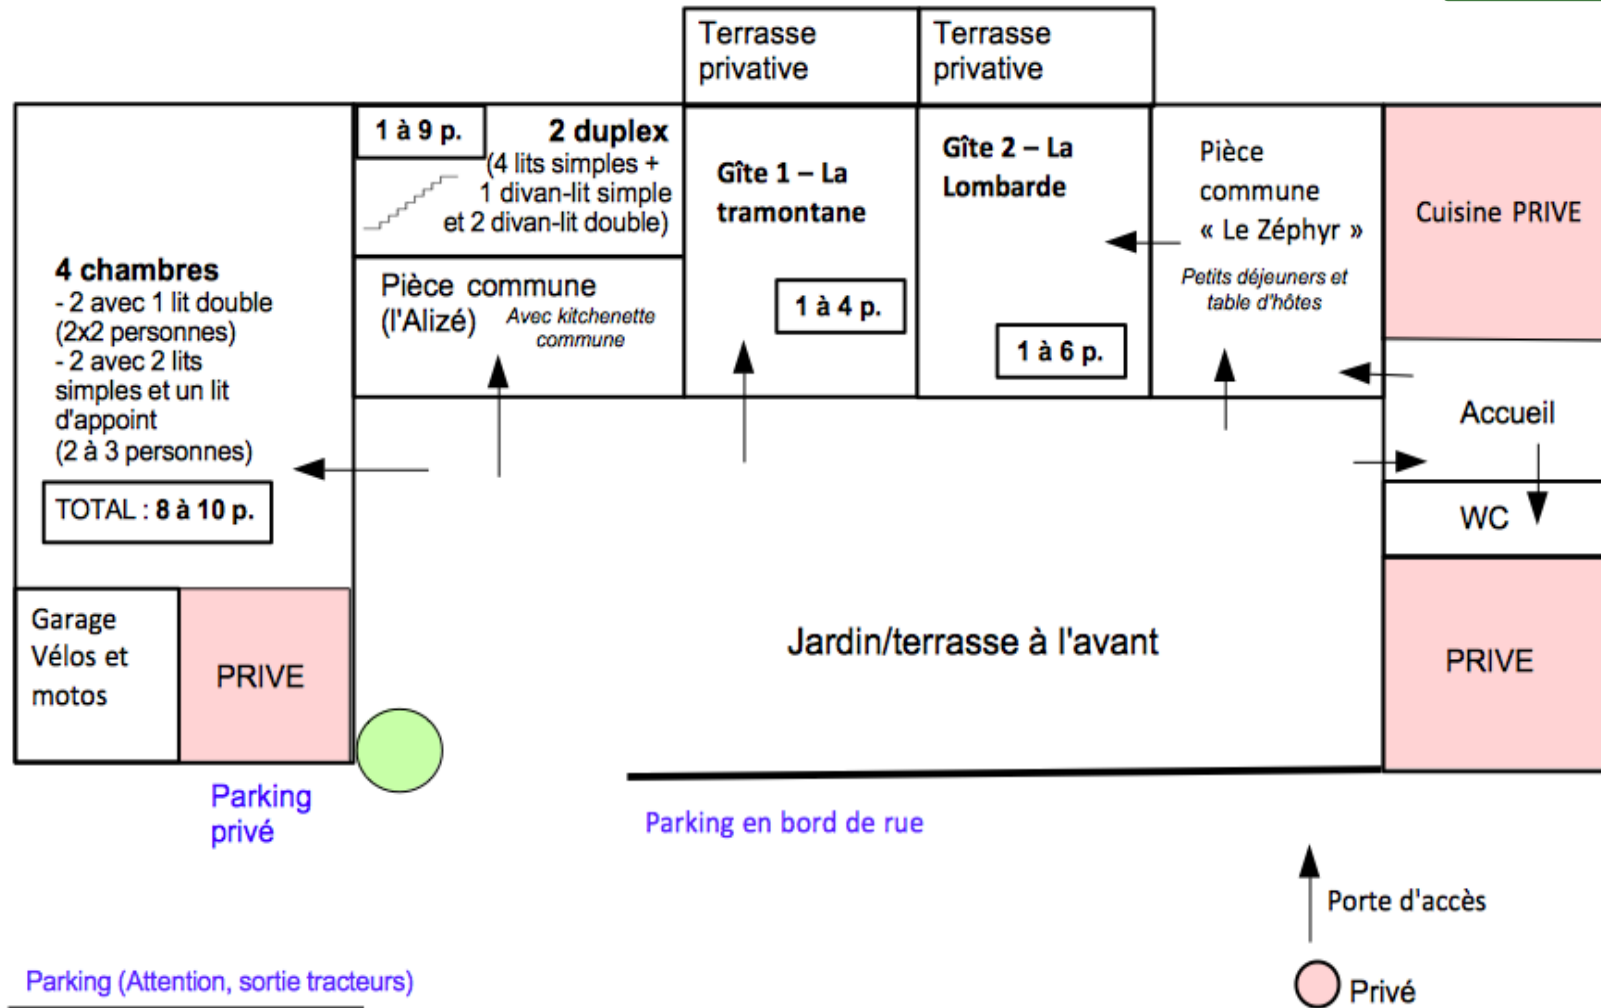 Terrasse
privative
Terrasse
privative
1 à 9 p.
2 duplex
(4 lits simples +
1 divan-lit simple
et 2 divan-lit double)
Gîte 1 – La
tramontane
1 à 4 p.
Gîte 2 – La
Lombarde
1 à 6 p.
Pièce
commune
« Le Zéphyr »
Petits déjeuners et
table d'hôtes
Cuisine PRIVE
4 chambres
- 2 avec 1 lit double
(2x2 personnes)
- 2 avec 2 lits
simples et un lit
d'appoint
(2 à 3 personnes)
TOTAL : 8 à 10 p.
Pièce commune
(l'Alizé) Avec kitchenette
commune
Accueil
WC
Garage
Vélos et
motos
PRIVE
Jardin/terrasse à l'avant
PRIVE
Parking
privé
Parking en bord de rue
Porte d'accès
Parking (Attention, sortie tracteurs)
Privé